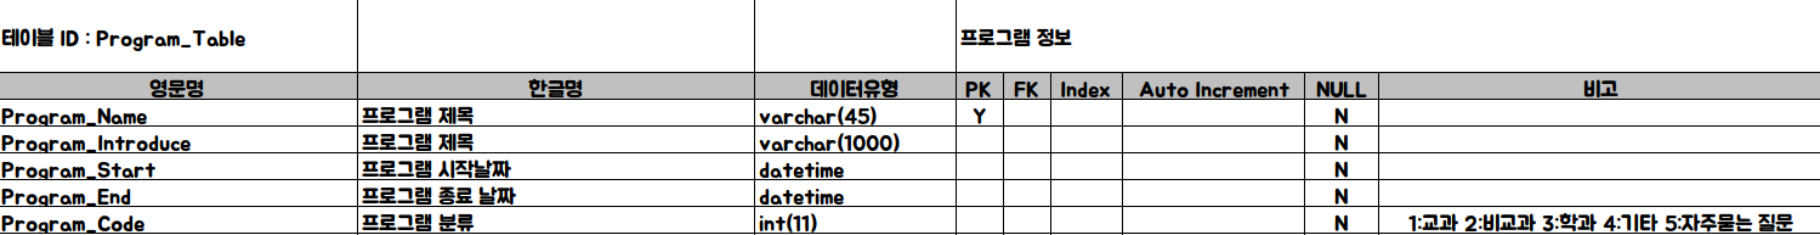 테이블 ID : Program_Table 프로그램 정보
영문명 한글명 데이터유형 PK FK Index Auto Increment NULL 비고
Program_Name 프로그램 제목 varchar(45) Y N
Program_Introduce 프로그램 제목 varchar(1000) N
Program_Start 프로그램 시작날짜 datetime N
Program_End 프로그램 종료 날짜 datetime N
Program_Code 프로그램 분류 int(11) N 1:교과 2:비교과 3:학과 4:기타 5:자주묻는 질문